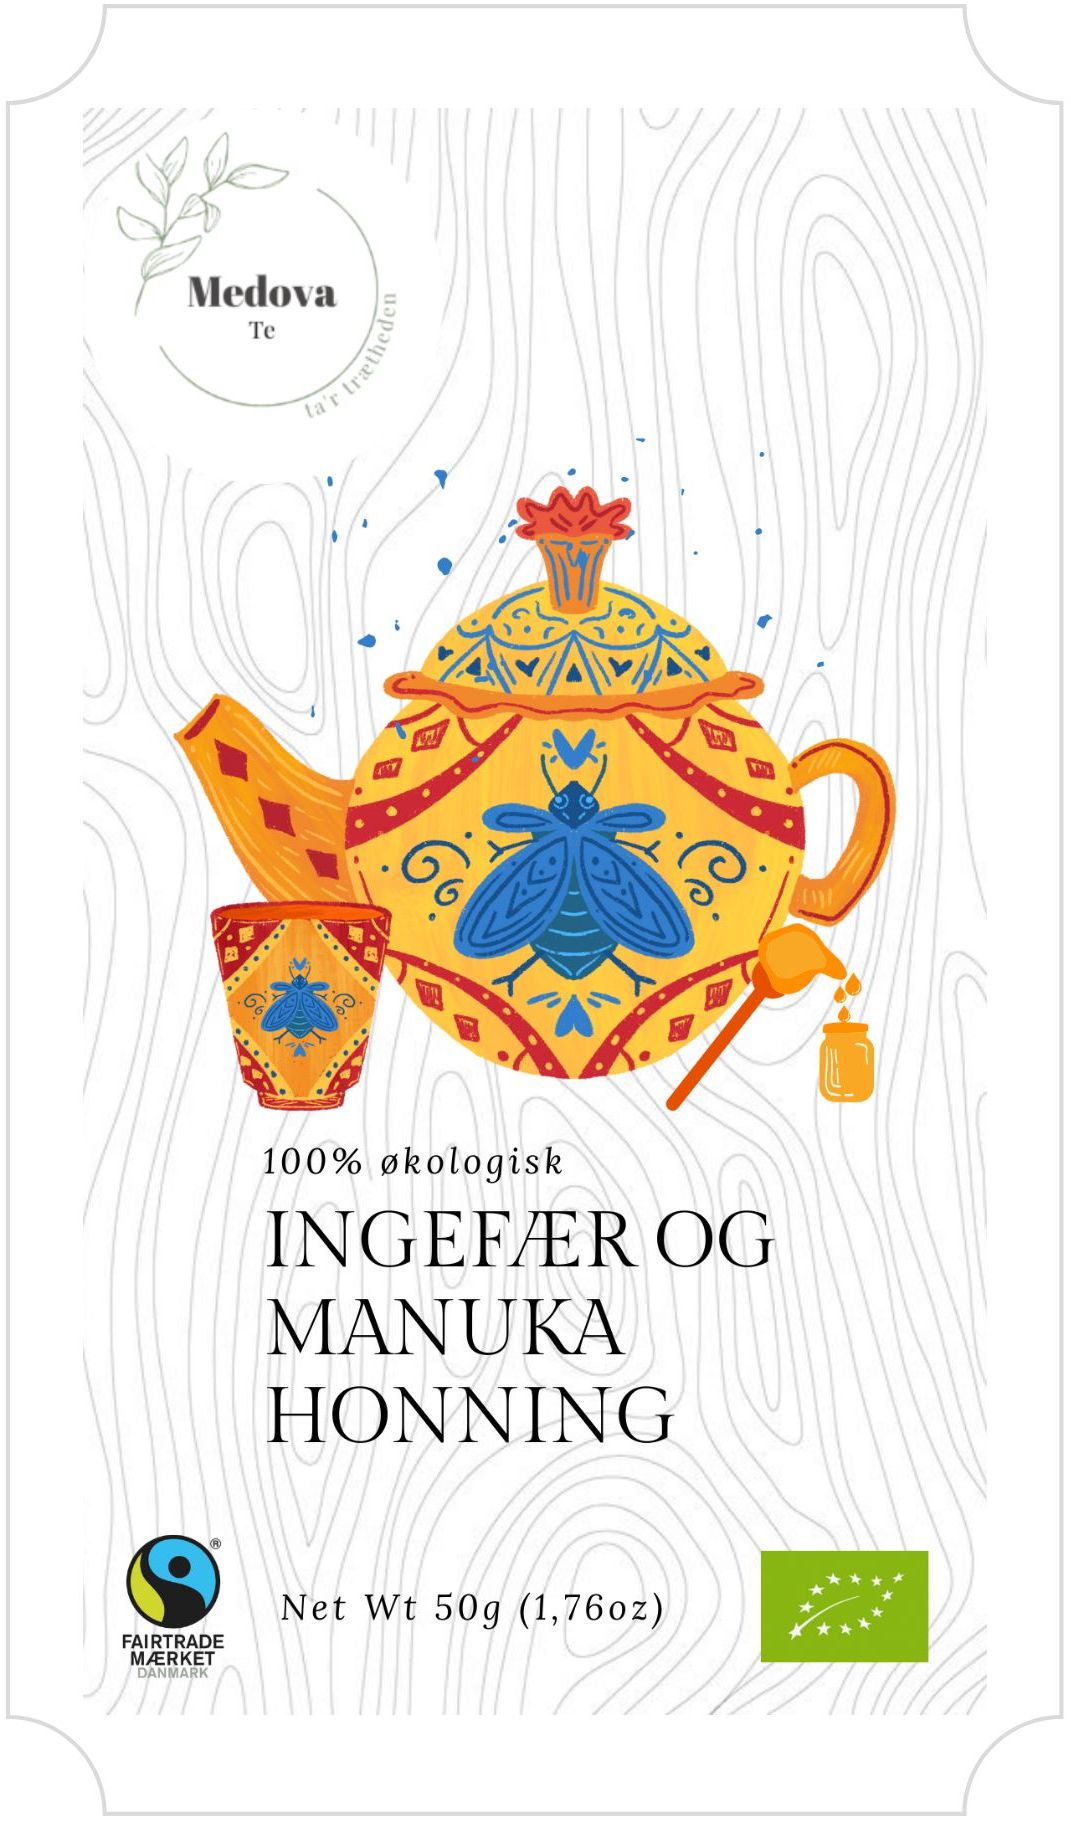 Medova
Te
ta'r trætheden
100% økologisk
INGEFÆR OG
MANUKA
HONNING
Net Wt 50g (1,76oz)
®
FAIRTRADE
MÆRKET
DANMARK